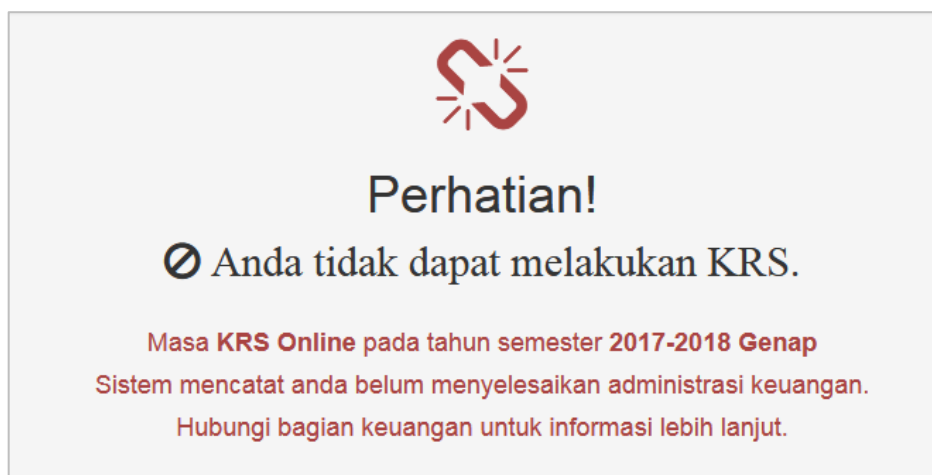 Perhatian!
Anda tidak dapat melakukan KRS.
Masa KRS Online pada tahun semester 2017-2018 Genap
Sistem mencatat anda belum menyelesaikan administrasi keuangan.
Hubungi bagian keuangan untuk informasi lebih lanjut.